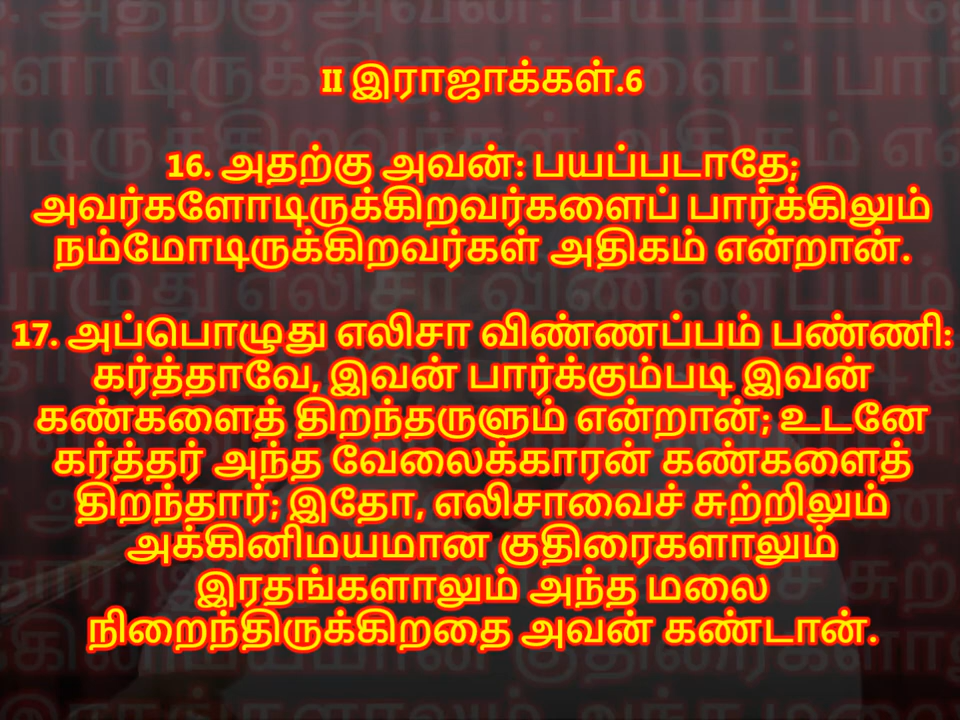 II இராஜாக்கள்.6
16. அதற்கு அவன்: பயப்படாதே;
அவர்களோடிருக்கிறவர்களைப் பார்க்கிலும்
நம்மோடிருக்கிறவர்கள் அதிகம் என்றான்.
17. அப்பொழுது எலிசா விண்ணப்பம் பண்ணி:
கர்த்தாவே, இவன் பார்க்கும்படி இவன்
கண்களைத் திறந்தருளும் என்றான்; உடனே
கர்த்தர் அந்த வேலைக்காரன் கண்களைத்
திறந்தார்; இதோ, எலிசாவைச் சுற்றிலும்
அக்கினிமயமான குதிரைகளாலும்
இரதங்களாலும் அந்த மலை
நிறைந்திருக்கிறதை அவன் கண்டான்.